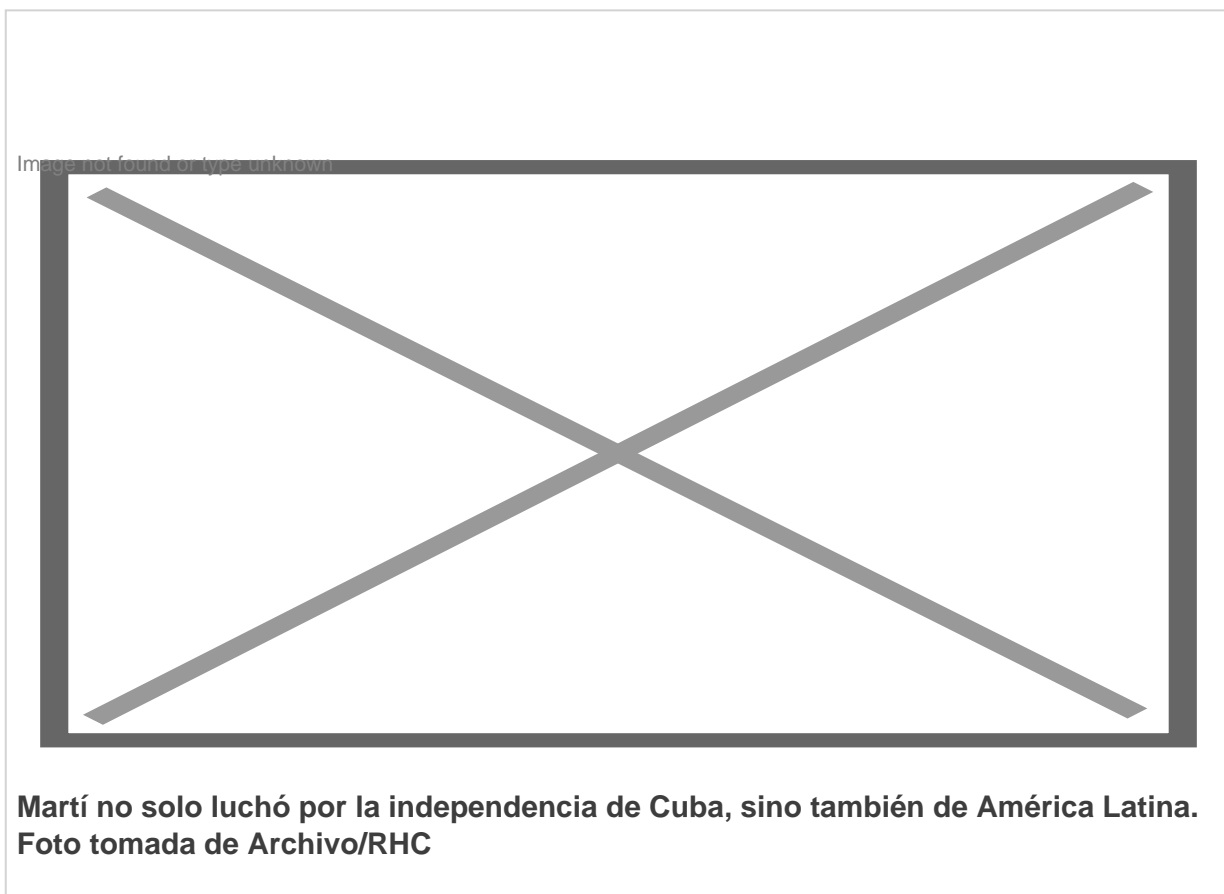 Image not found or type unknown
Martí no solo luchó por la independencia de Cuba, sino también de América Latina.
Foto tomada de Archivo/RHC